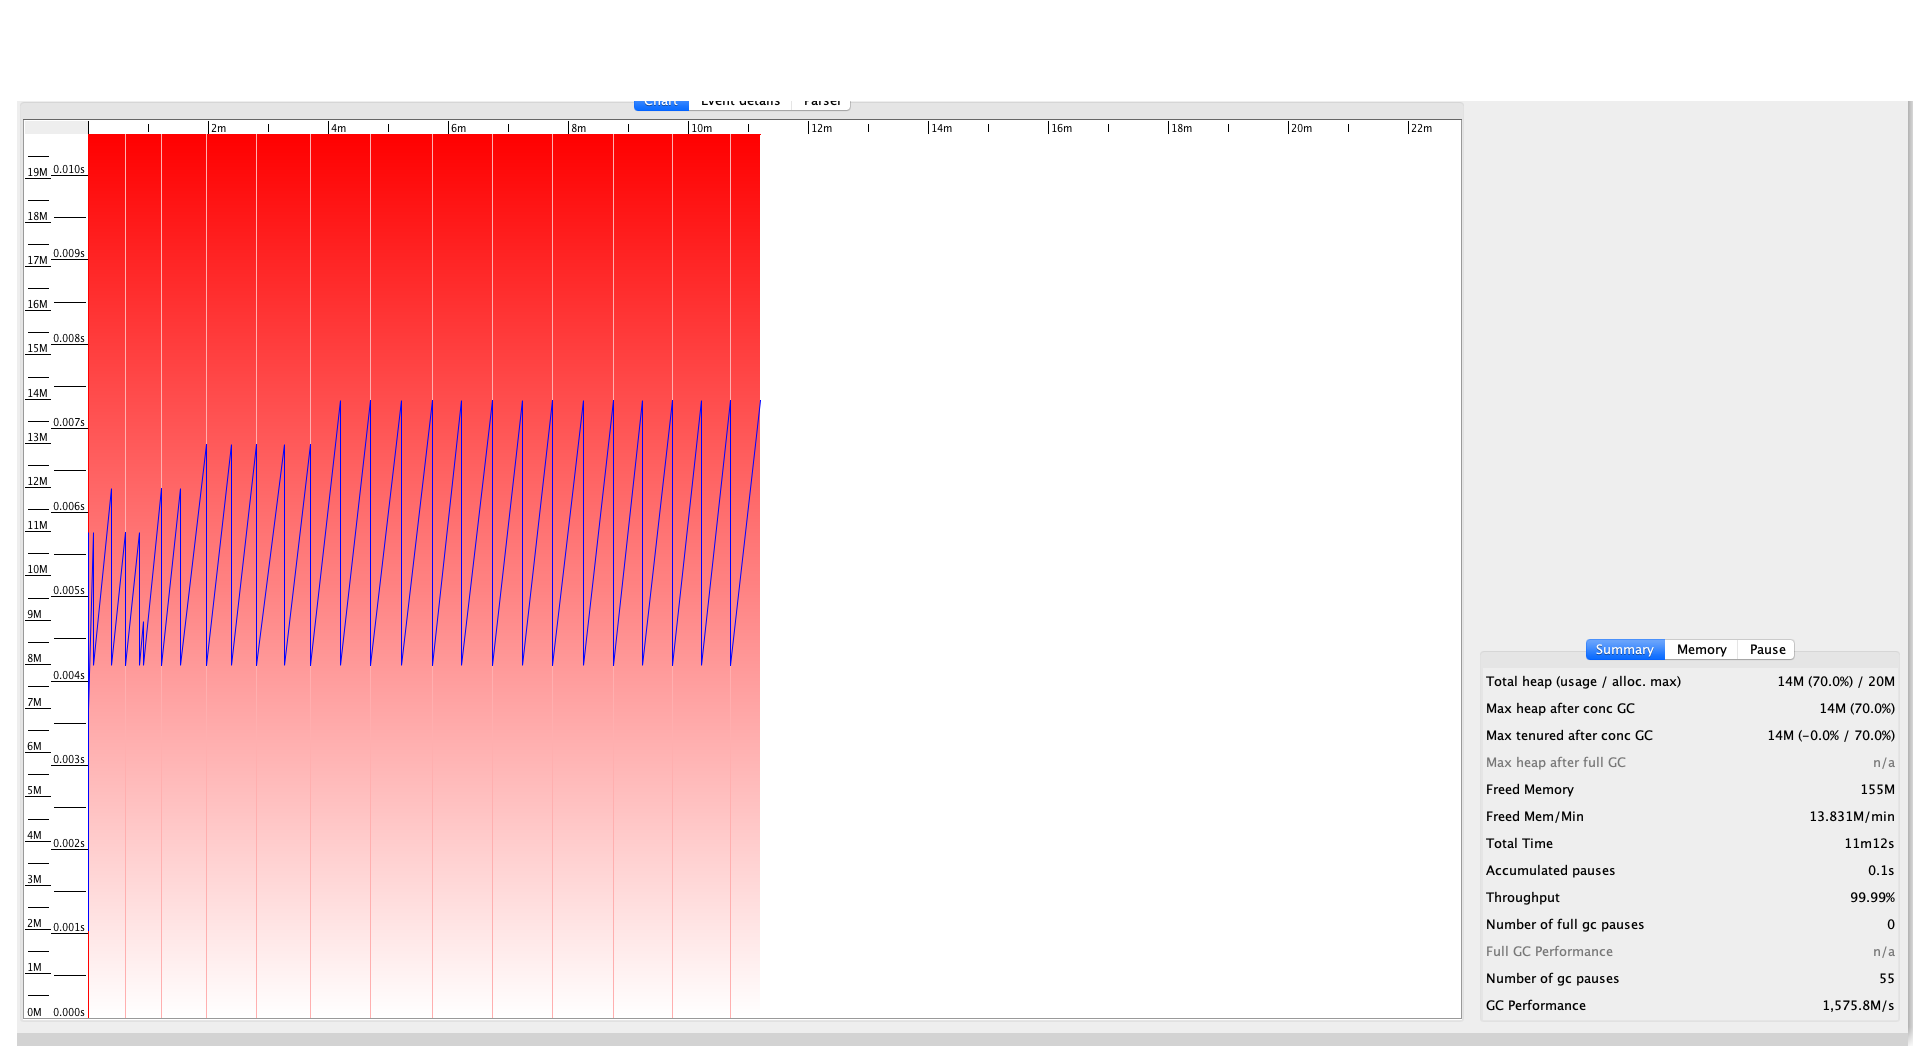 Chart Event details Parser
2m 4m 6m 8m 10m 12m 14m 16m 18m 20m 22m
19M 0.010s
18M
17M 0.009s
16M
15M 0.008s
14M
13M 0.007s
12M
11M 0.006s
10M
9M 0.005s
8M
7M 0.004s
6M
5M 0.003s
4M
3M 0.002s
2M 0.001s
1M
0M 0.000s
Summary Memory Pause
Total heap (usage / alloc. max) 14M (70.0%) / 20M
Max heap after conc GC 14M (70.0%)
Max tenured after conc GC 14M (-0.0% / 70.0%)
Max heap after full GC n/a
Freed Memory 155M
Freed Mem/Min 13.831M/min
Total Time 11m12s
Accumulated pauses 0.1s
Throughput 99.99%
Number of full gc pauses 0
Full GC Performance n/a
Number of gc pauses 55
GC Performance 1,575.8M/s